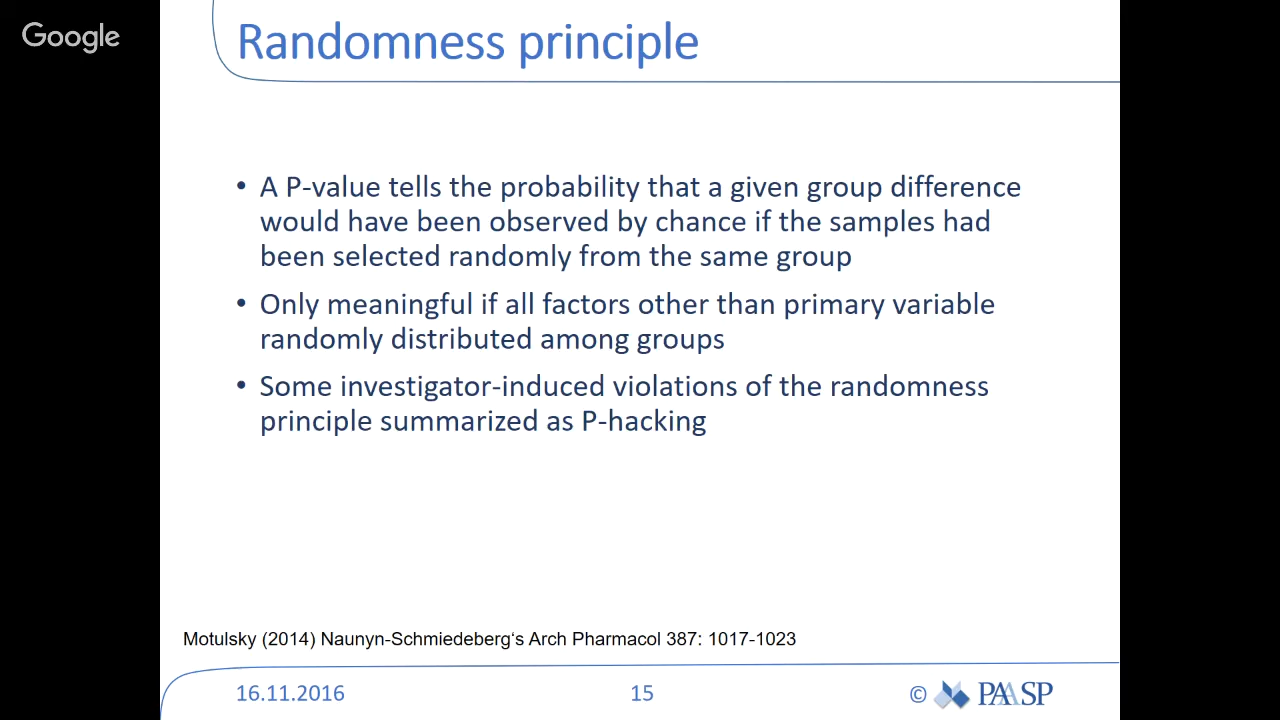 Google
Randomness principle
• A P-value tells the probability that a given group difference
would have been observed by chance if the samples had
been selected randomly from the same group
• Only meaningful if all factors other than primary variable
randomly distributed among groups
• Some investigator-induced violations of the randomness
principle summarized as P-hacking
Motulsky (2014) Naunyn-Schmiedeberg‘s Arch Pharmacol 387: 1017-1023
16.11.2016 15 © PAASP